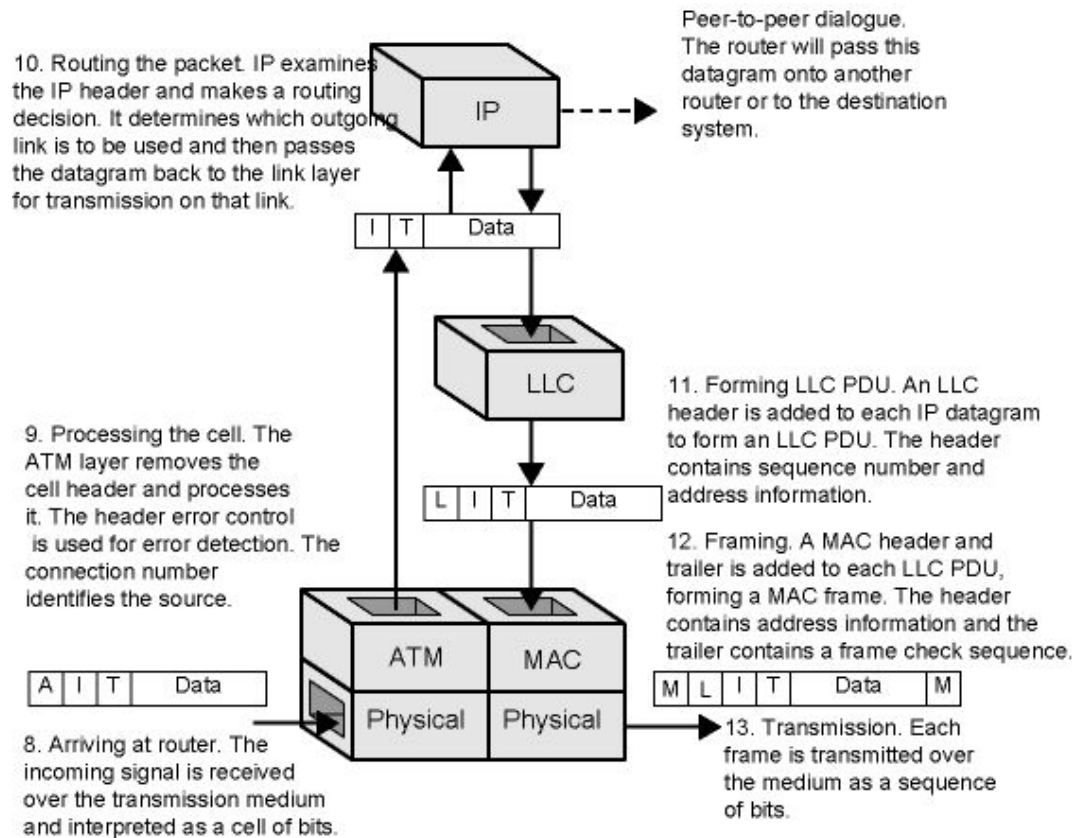 Peer-to-peer dialogue.
The router will pass this
datagram onto another
router or to the destination
system.
10. Routing the packet. IP examines
the IP header and makes a routing
decision. It determines which outgoing
link is to be used and then passes
the datagram back to the link layer
for transmission on that link.
IP
I T Data
LLC
11. Forming LLC PDU. An LLC
header is added to each IP datagram
to form an LLC PDU. The header
contains sequence number and
address information.
9. Processing the cell. The
ATM layer removes the
cell header and processes
it. The header error control
is used for error detection. The
connection number
identifies the source.
L I T Data
12. Framing. A MAC header and
trailer is added to each LLC PDU,
forming a MAC frame. The header
contains address information and the
trailer contains a frame check sequence.
ATM MAC
A I T Data
M L I T Data M
Physical Physical
8. Arriving at router. The
incoming signal is received
over the transmission medium
and interpreted as a cell of bits.
13. Transmission. Each
frame is transmitted over
the medium as a sequence
of bits.